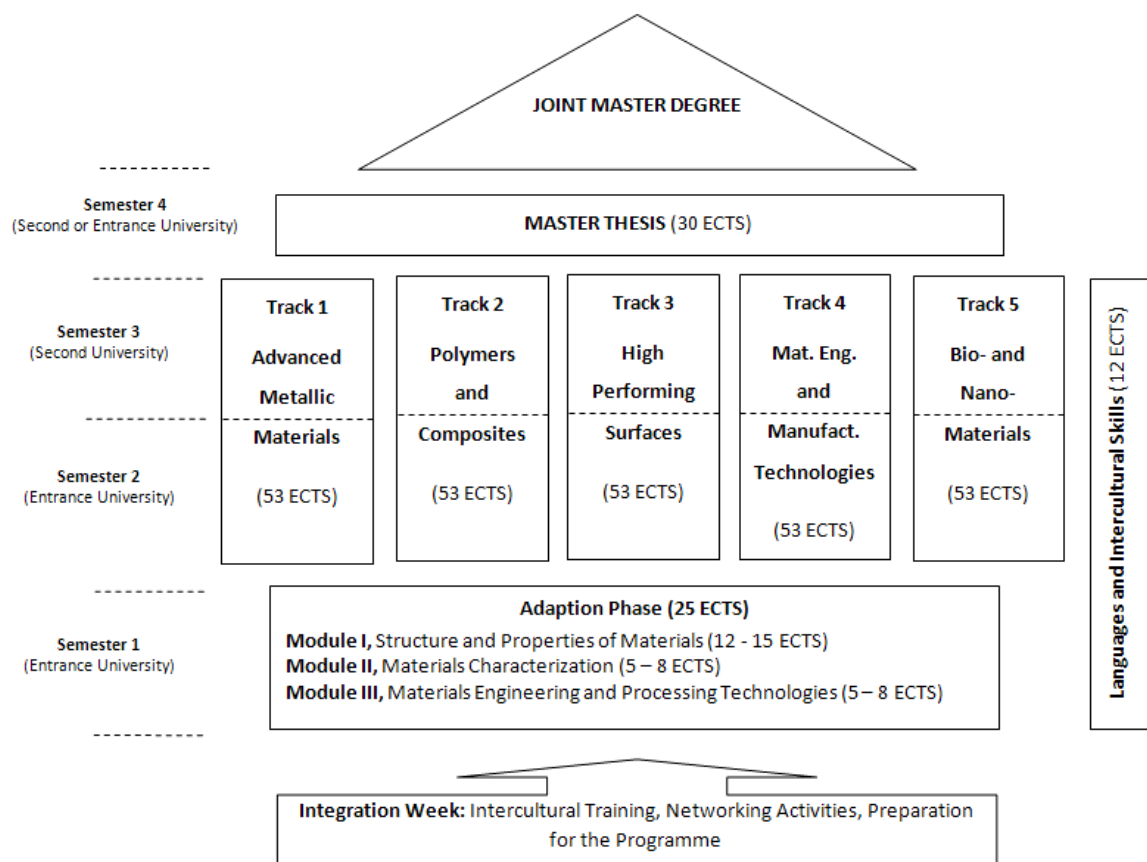 JOINT MASTER DEGREE
Semester 4
(Second or Entrance University)
MASTER THESIS (30 ECTS)
Semester 3
(Second University)
Semester 2
(Entrance University)
Track 1
Advanced
Metallic
Materials
(53 ECTS)
Track 2
Polymers
and
Composites
(53 ECTS)
Track 3
High
Performing
Surfaces
(53 ECTS)
Track 4
Mat. Eng.
and
Manufact.
Technologies
(53 ECTS)
Track 5
Bio- and
Nano-
Materials
(53 ECTS)
Languages and Intercultural Skills (12 ECTS)
Semester 1
(Entrance University)
Adaption Phase (25 ECTS)
Module I, Structure and Properties of Materials (12 - 15 ECTS)
Module II, Materials Characterization (5 – 8 ECTS)
Module III, Materials Engineering and Processing Technologies (5 – 8 ECTS)
Integration Week: Intercultural Training, Networking Activities, Preparation
for the Programme